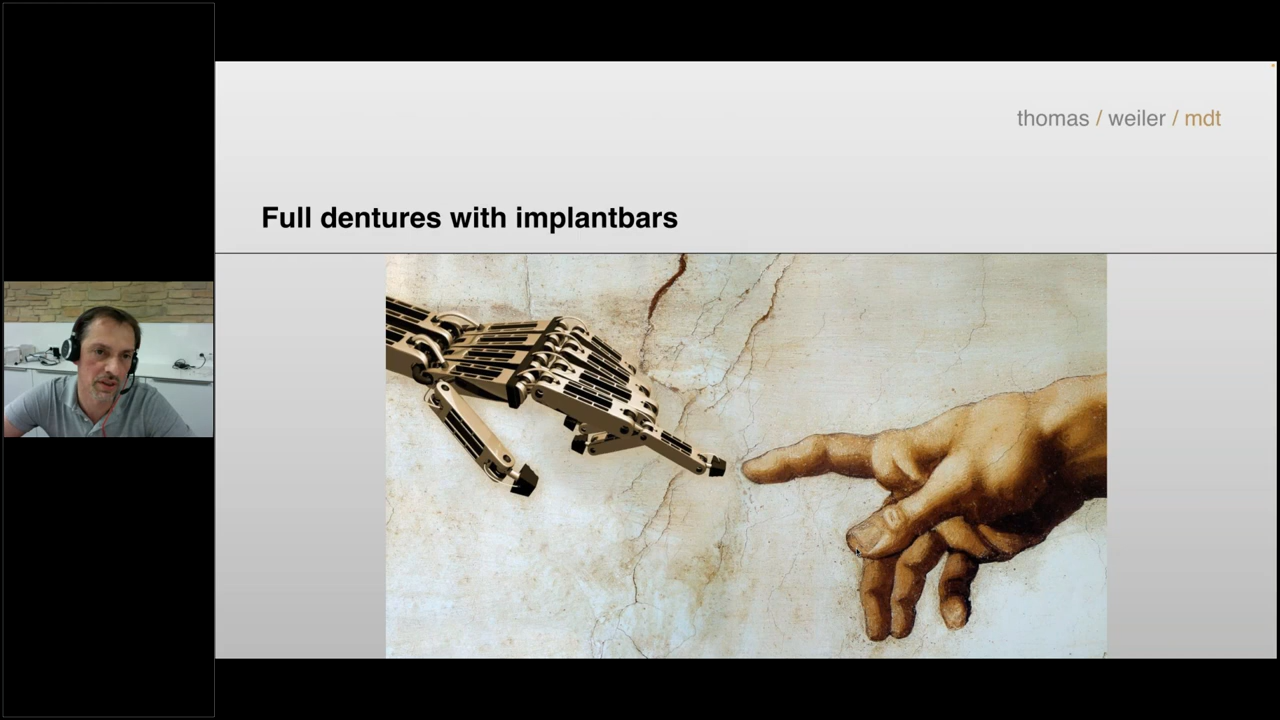 thomas / weiler / mdt
Full dentures with implantbars